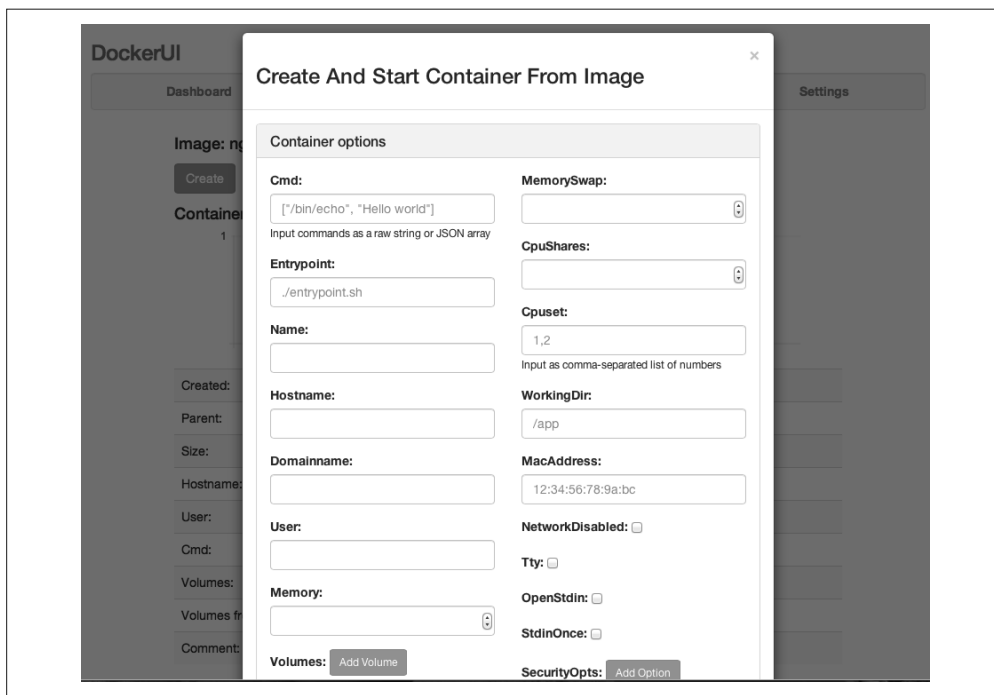 DockerUI
×
Create And Start Container From Image
Dashboard
Settings
Image: ng
Create
Container
1
Created:
Parent:
Size:
Hostname:
User:
Cmd:
Volumes:
Volumes fr
Comment:
Container options
Cmd:
["/bin/echo", "Hello world"]
Input commands as a raw string or JSON array
Entrypoint:
./entrypoint.sh
Name:
Hostname:
Domainname:
User:
Memory:
Volumes: Add Volume
MemorySwap:
CpuShares:
Cpuset:
1,2
Input as comma-separated list of numbers
WorkingDir:
/app
MacAddress:
12:34:56:78:9a:bc
NetworkDisabled:
Tty:
OpenStdin:
StdinOnce:
SecurityOpts: Add Option